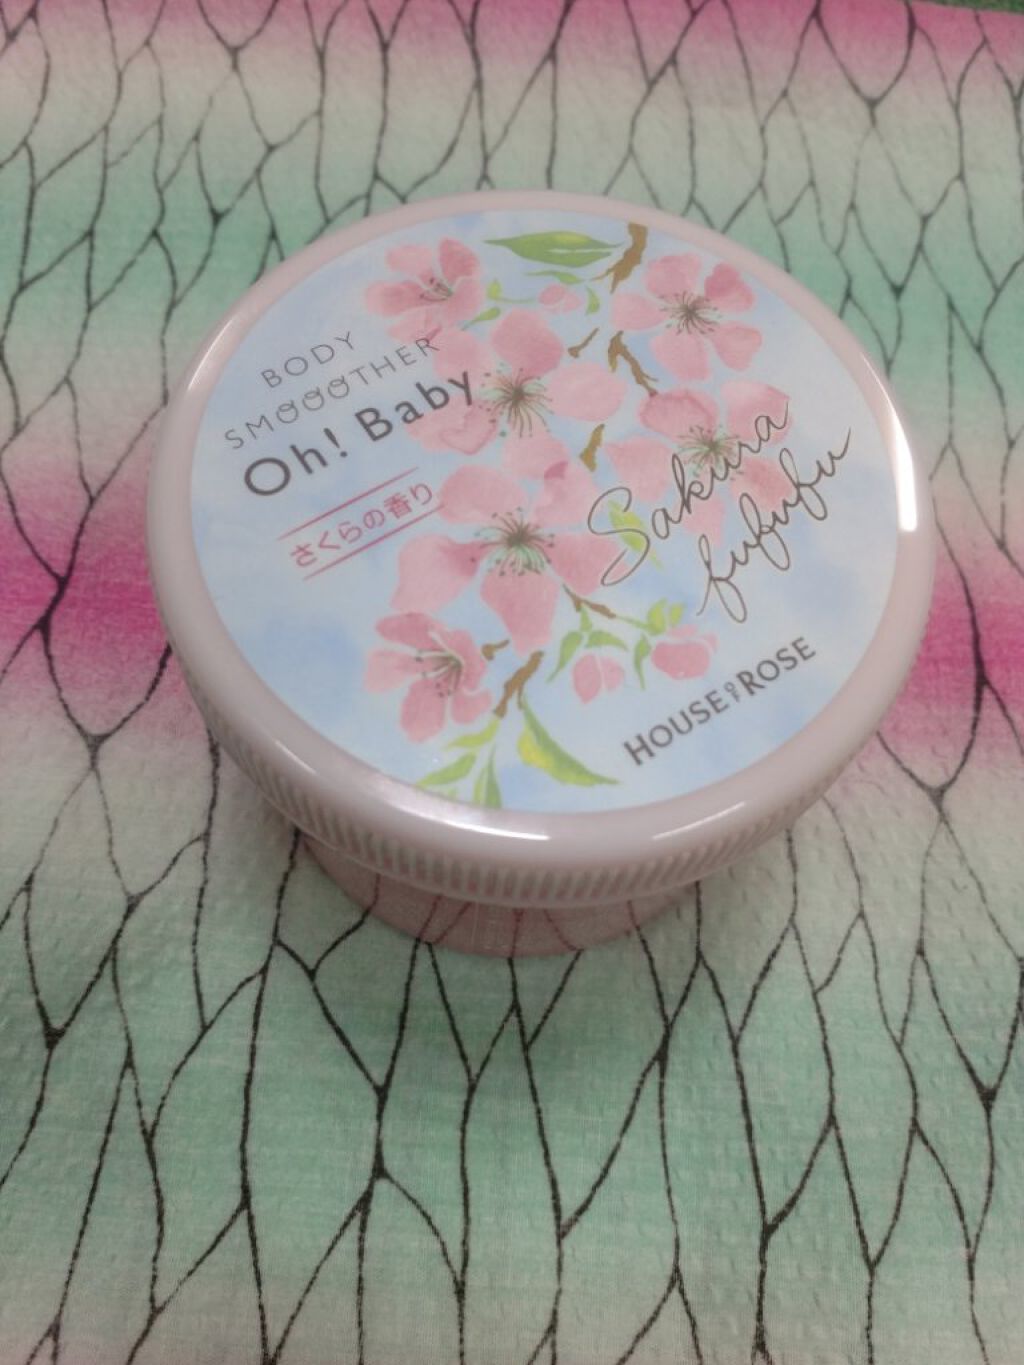 BODY
SMOOOTHER
Oh! Baby
さくらの香り
Sakura
fufufu
HOUSE OF ROSE